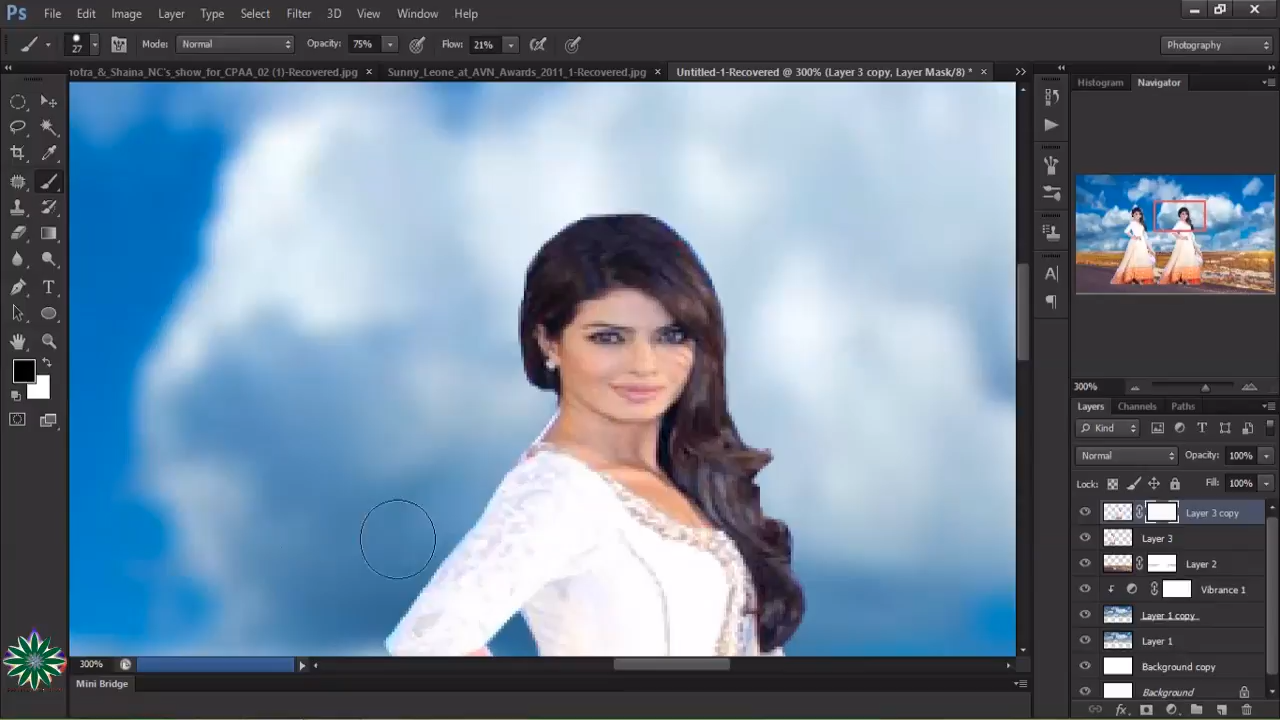 Ps File Edit Image Layer Type Select Filter 3D View Window Help
27 Mode: Normal Opacity: 75% Flow: 21% Photography
otra_&_Shaina_NC's_show_for_CPAA_02 (1)-Recovered.jpg × Sunny_Leone_at_AVN_Awards_2011_1-Recovered.jpg × Untitled-1-Recovered @ 300% (Layer 3 copy, Layer Mask/8) * ×
Histogram Navigator
300%
Layers Channels Paths
Kind
Normal Opacity: 100%
Lock: Fill: 100%
Layer 3 copy
Layer 3
Layer 2
Vibrance 1
Layer 1 copy
Layer 1
Background copy
Background
300%
Mini Bridge